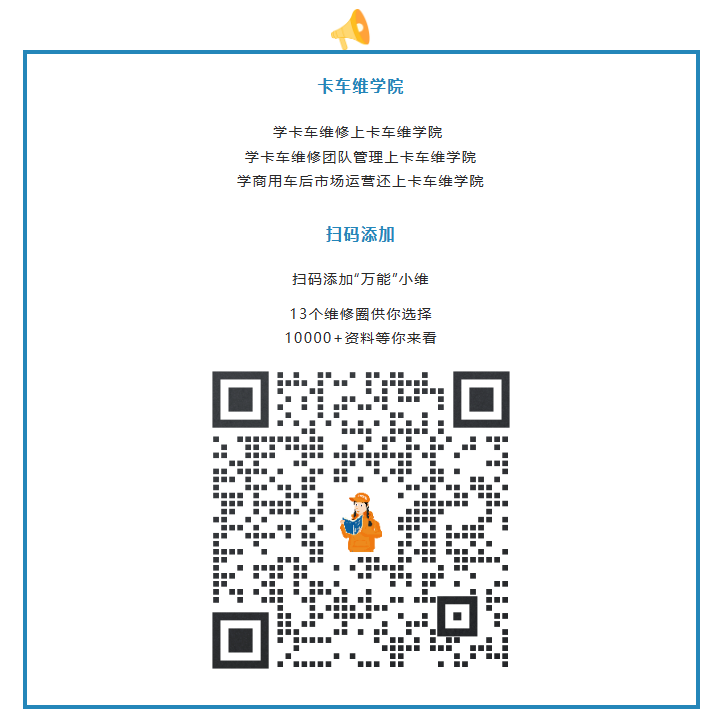 卡车维学院
学卡车维修上卡车维学院
学卡车维修团队管理上卡车维学院
学商用车后市场运营还上卡车维学院
扫码添加
扫码添加“万能”小维
13个维修圈供你选择
10000+资料等你来看